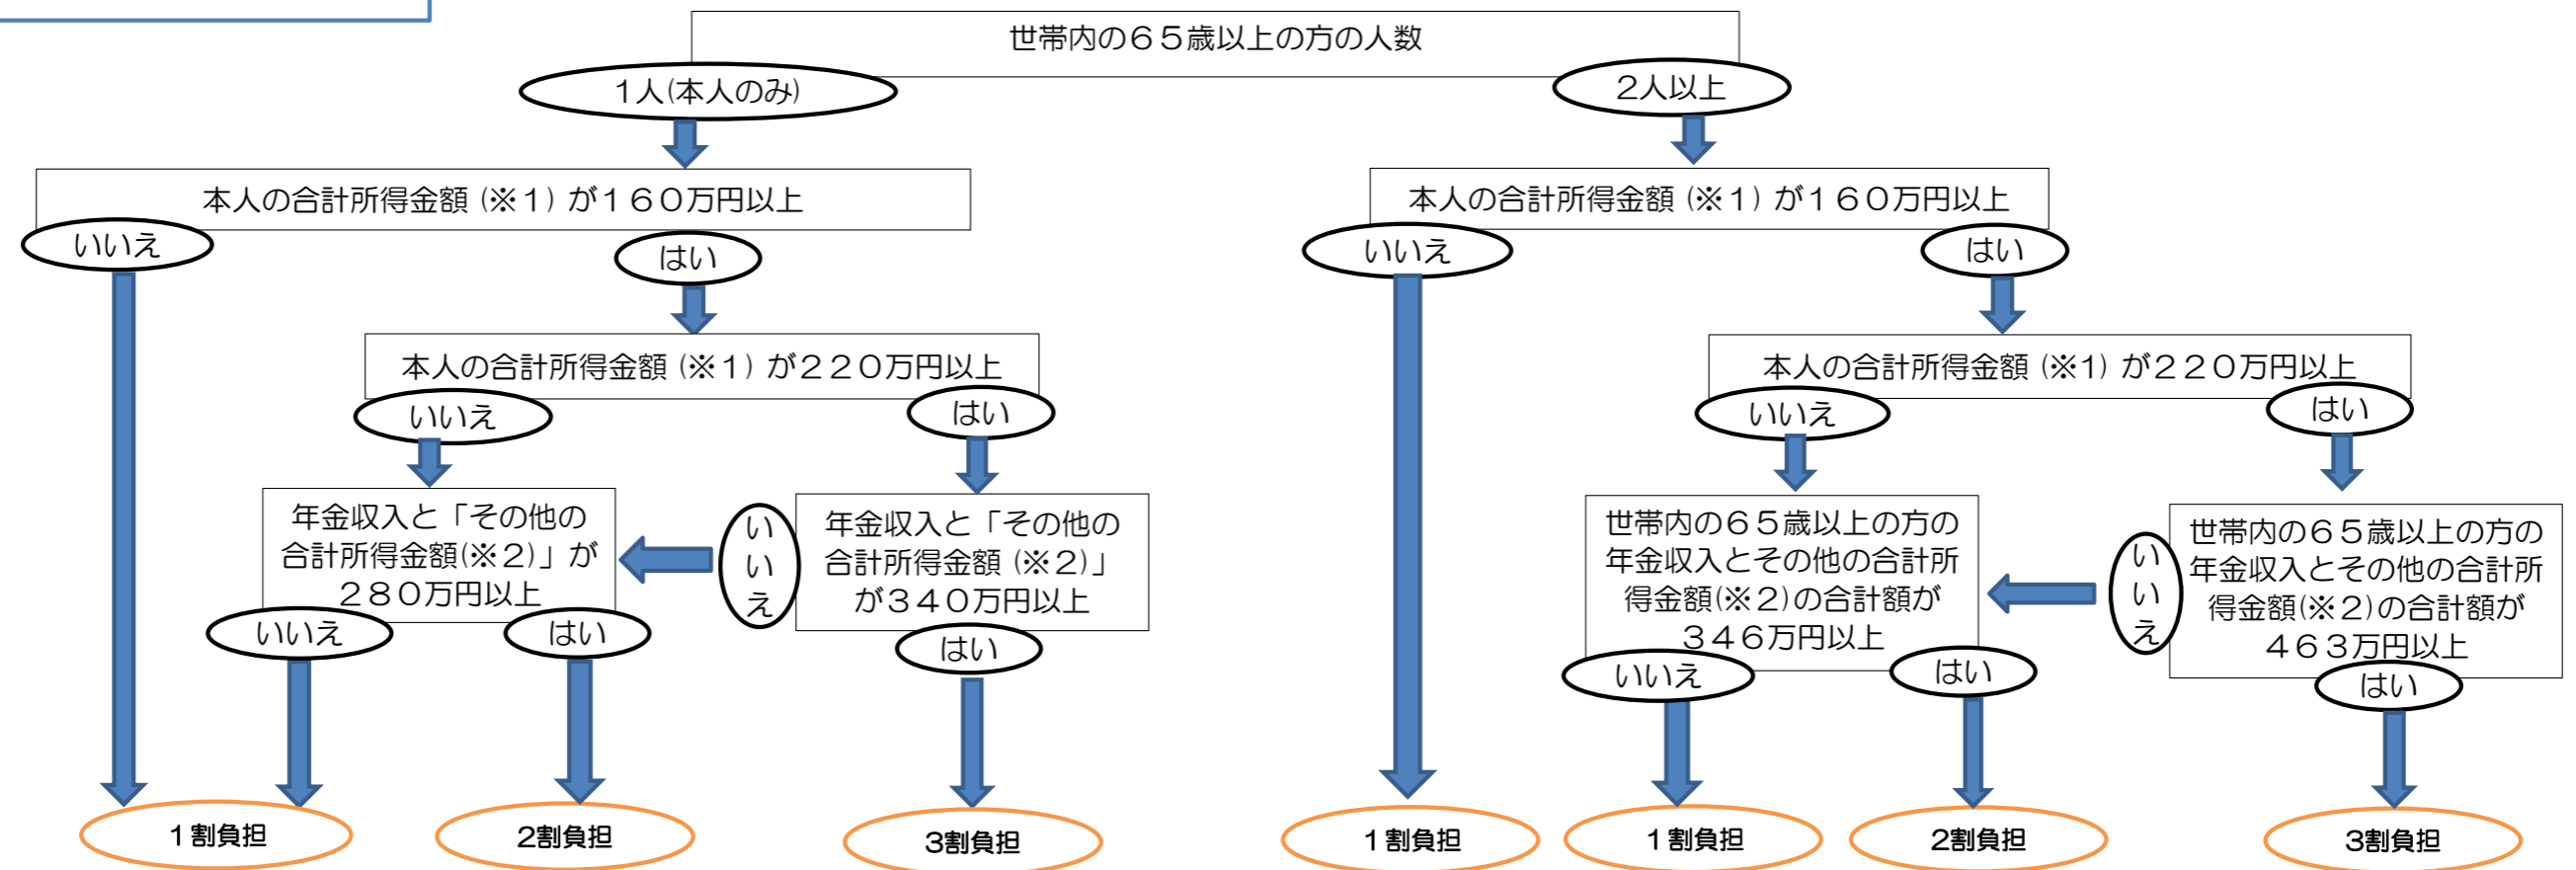 世帯内の６５歳以上の方の人数
1人(本人のみ)
2人以上
本人の合計所得金額 (※１) が１６０万円以上
いいえ
はい
本人の合計所得金額 (※１) が２２０万円以上
いいえ
はい
年金収入と「その他の
合計所得金額(※２)」が
２８０万円以上
いいえ
はい
いいえ
年金収入と「その他の
合計所得金額 (※２)」
が３４０万円以上
はい
１割負担
2割負担
3割負担
本人の合計所得金額 (※１) が１６０万円以上
いいえ
はい
本人の合計所得金額 (※１) が２２０万円以上
いいえ
はい
世帯内の６５歳以上の方の
年金収入とその他の合計所
得金額(※２)の合計額が
３４６万円以上
いいえ
はい
いいえ
世帯内の６５歳以上の方の
年金収入とその他の合計所
得金額(※２)の合計額が
４６３万円以上
はい
１割負担
１割負担
2割負担
3割負担